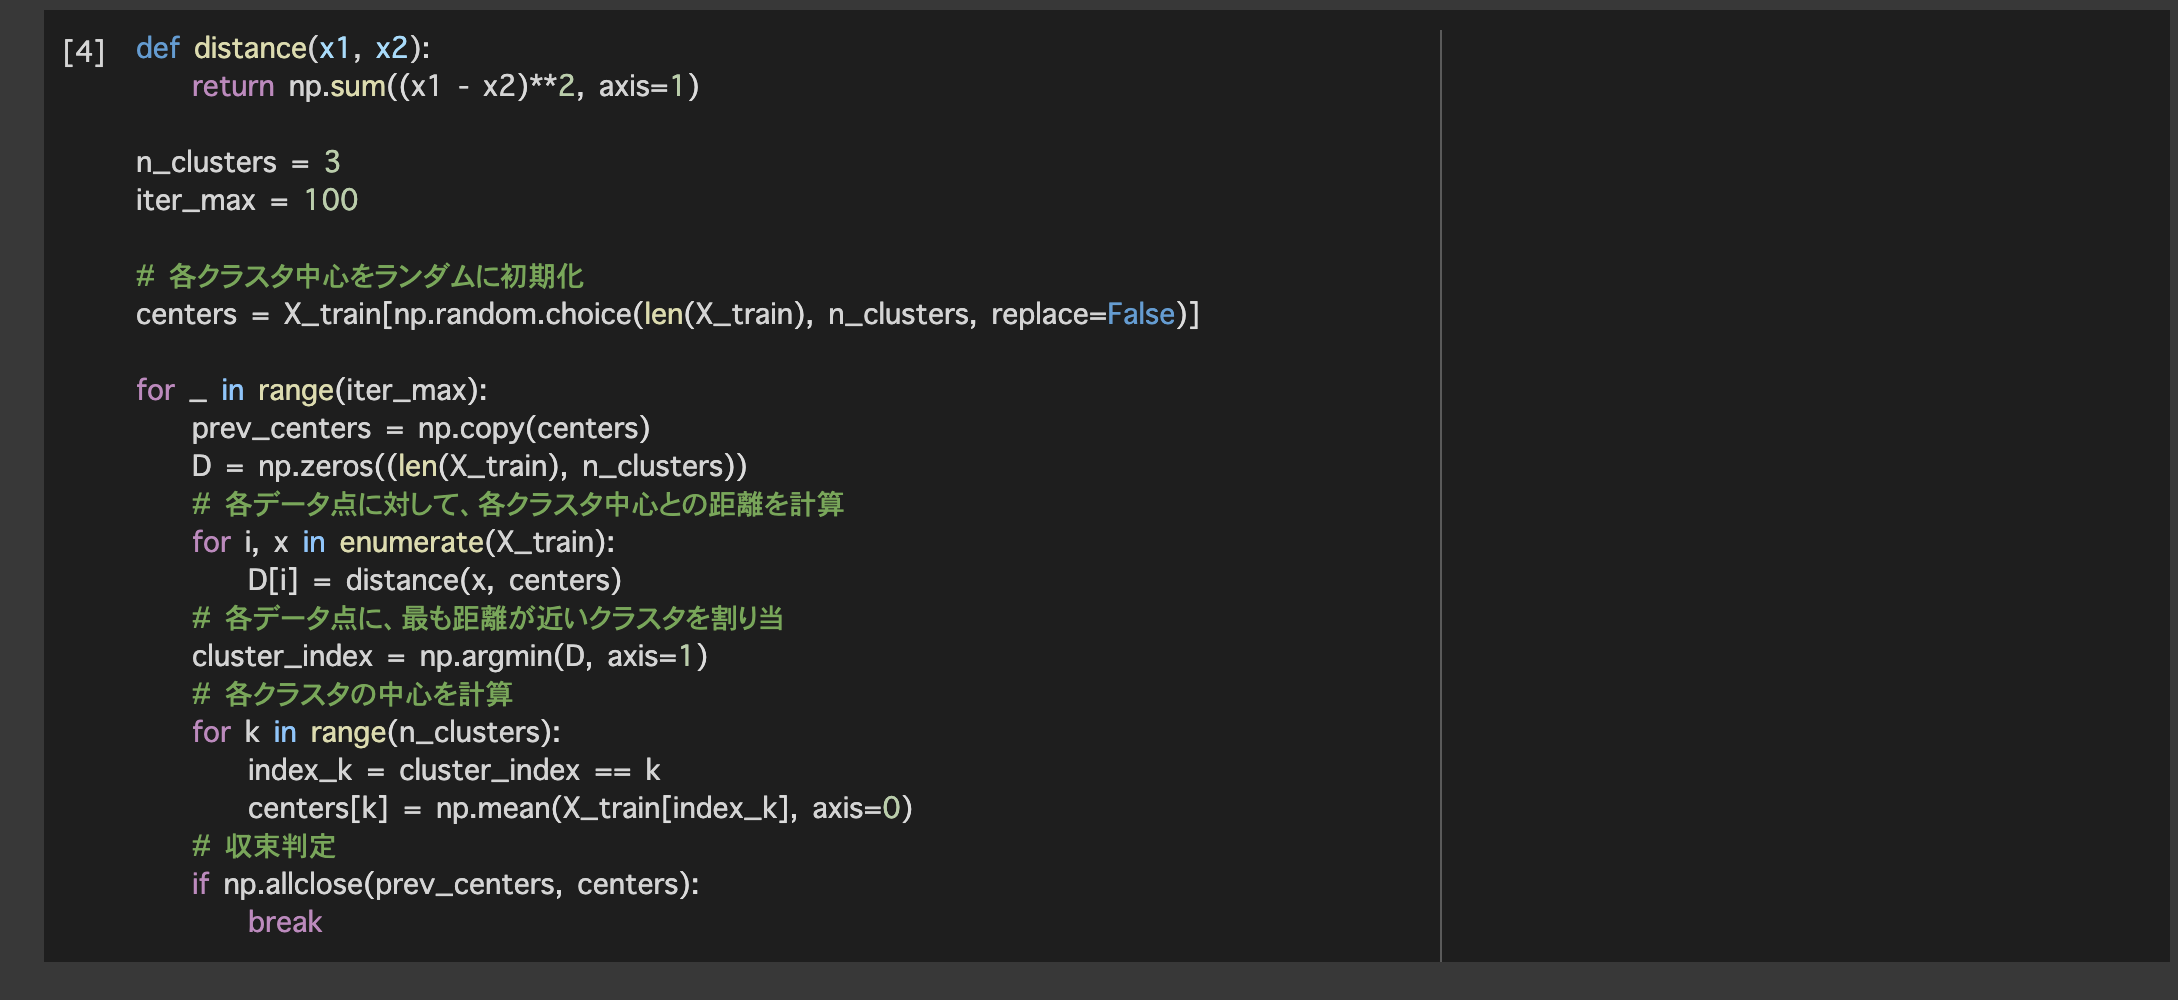 [4] def distance(x1, x2):
        return np.sum((x1 - x2)**2, axis=1)

    n_clusters = 3
    iter_max = 100

    # 各クラスタ中心をランダムに初期化
    centers = X_train[np.random.choice(len(X_train), n_clusters, replace=False)]

    for _ in range(iter_max):
        prev_centers = np.copy(centers)
        D = np.zeros((len(X_train), n_clusters))
        # 各データ点に対して、各クラスタ中心との距離を計算
        for i, x in enumerate(X_train):
            D[i] = distance(x, centers)
        # 各データ点に、最も距離が近いクラスタを割り当
        cluster_index = np.argmin(D, axis=1)
        # 各クラスタの中心を計算
        for k in range(n_clusters):
            index_k = cluster_index == k
            centers[k] = np.mean(X_train[index_k], axis=0)
        # 収束判定
        if np.allclose(prev_centers, centers):
            break